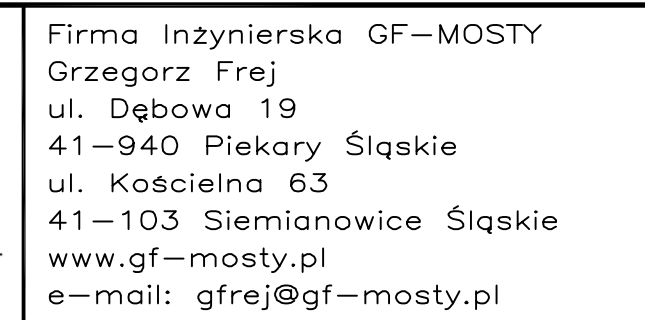 Firma Inżynierska GF–MOSTY
Grzegorz Frej
ul. Dębowa 19
41–940 Piekary Śląskie
ul. Kościelna 63
41–103 Siemianowice Śląskie
www.gf–mosty.pl
e–mail: gfrej@gf–mosty.pl